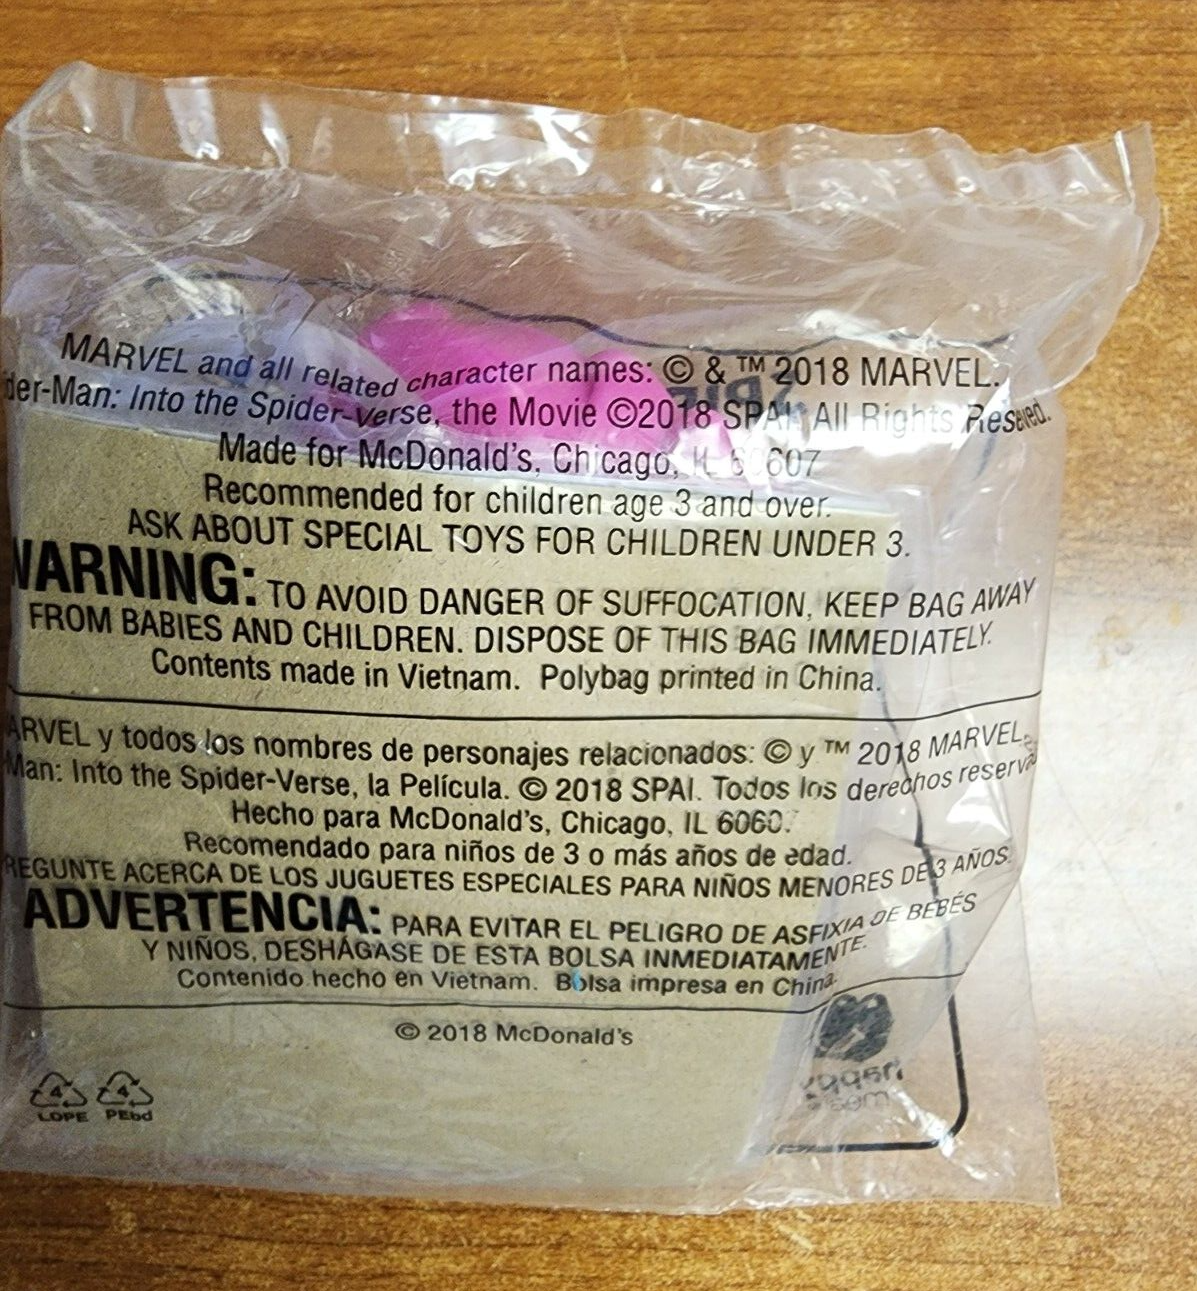 MARVEL and all related character names: © & ™ 2018 MARVEL.
der-Man: Into the Spider-Verse, the Movie ©2018 SPAI. All Rights Reseved.
Made for McDonald's, Chicago, IL 60607
Recommended for children age 3 and over.
ASK ABOUT SPECIAL TOYS FOR CHILDREN UNDER 3.
WARNING: TO AVOID DANGER OF SUFFOCATION, KEEP BAG AWAY
FROM BABIES AND CHILDREN. DISPOSE OF THIS BAG IMMEDIATELY.
Contents made in Vietnam. Polybag printed in China.
ARVEL y todos los nombres de personajes relacionados: © y ™ 2018 MARVEL.
Man: Into the Spider-Verse, la Película. © 2018 SPAI. Todos los derechos reserva
Hecho para McDonald's, Chicago, IL 6060
Recomendado para niños de 3 o más años de edad.
REGUNTE ACERCA DE LOS JUGUETES ESPECIALES PARA NIÑOS MENORES DE 3 AÑOS.
ADVERTENCIA: PARA EVITAR EL PELIGRO DE ASFIXIA DE BEBÉS
Y NIÑOS, DESHÁGASE DE ESTA BOLSA INMEDIATAMENTE.
Contenido hecho en Vietnam. Bolsa impresa en China.
© 2018 McDonald's
4 4
LDPE PEbd